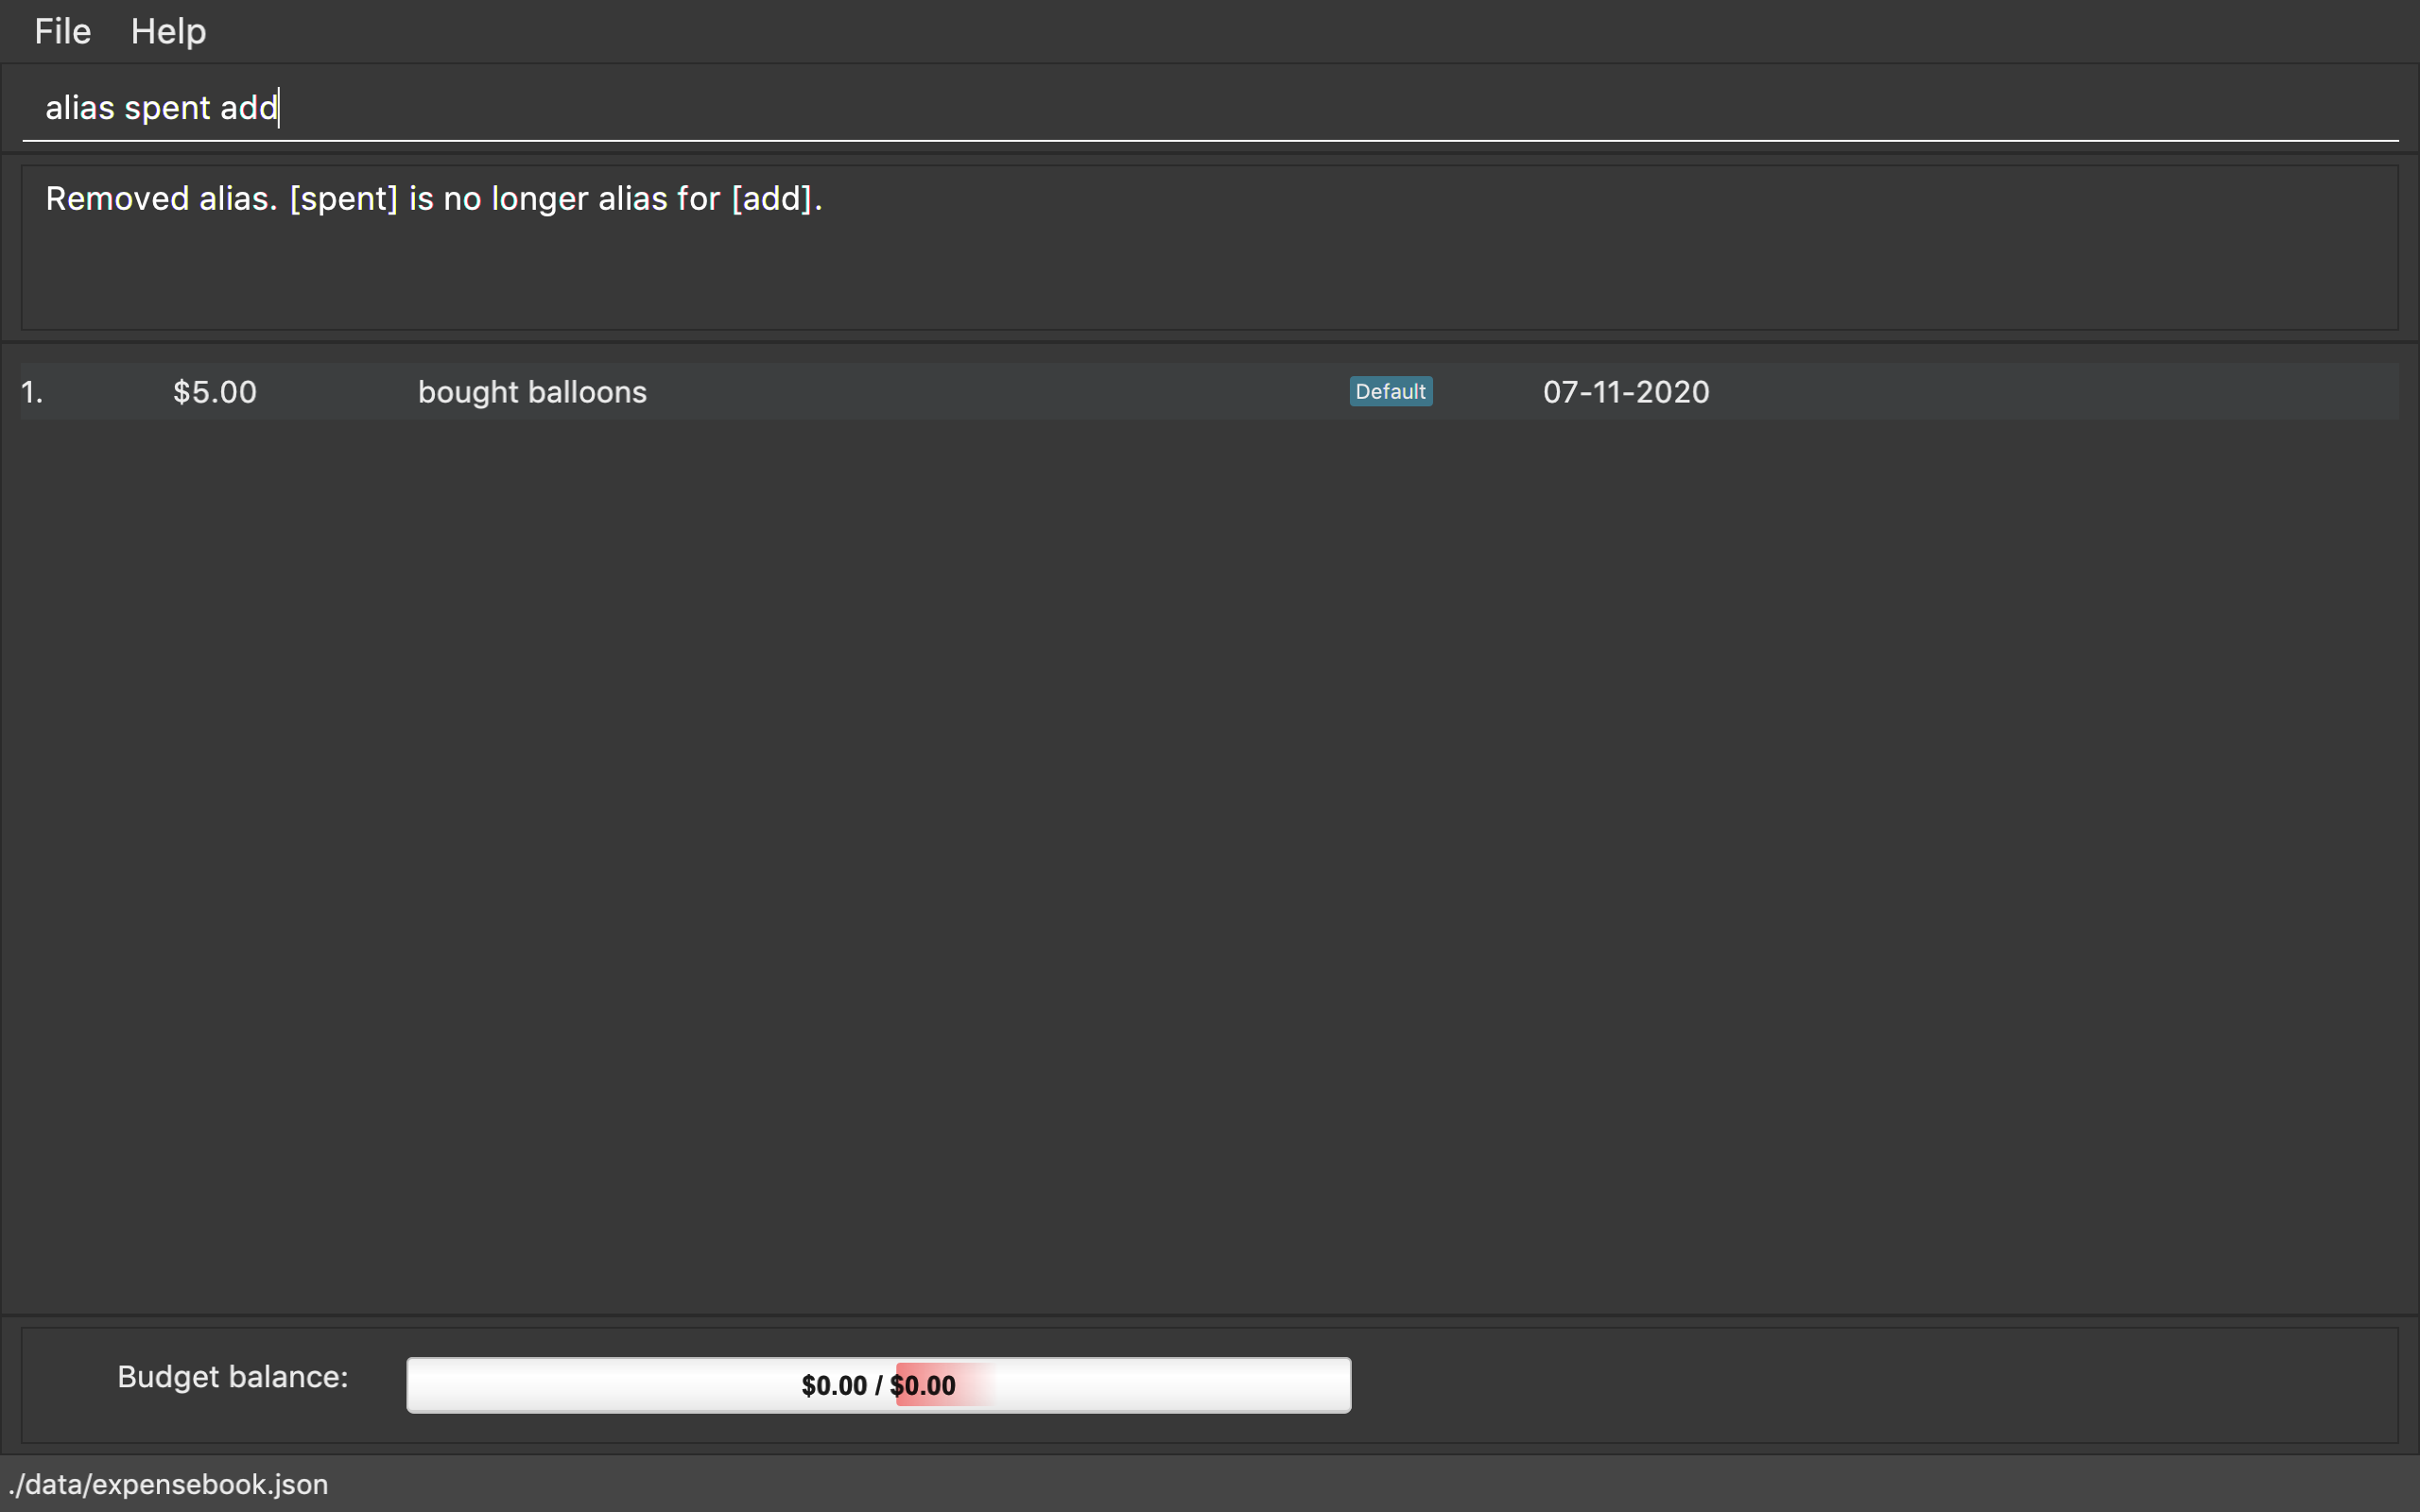 File Help
alias spent add
Removed alias. [spent] is no longer alias for [add].
1. $5.00 bought balloons Default 07-11-2020
Budget balance: $0.00 / $0.00
./data/expensebook.json